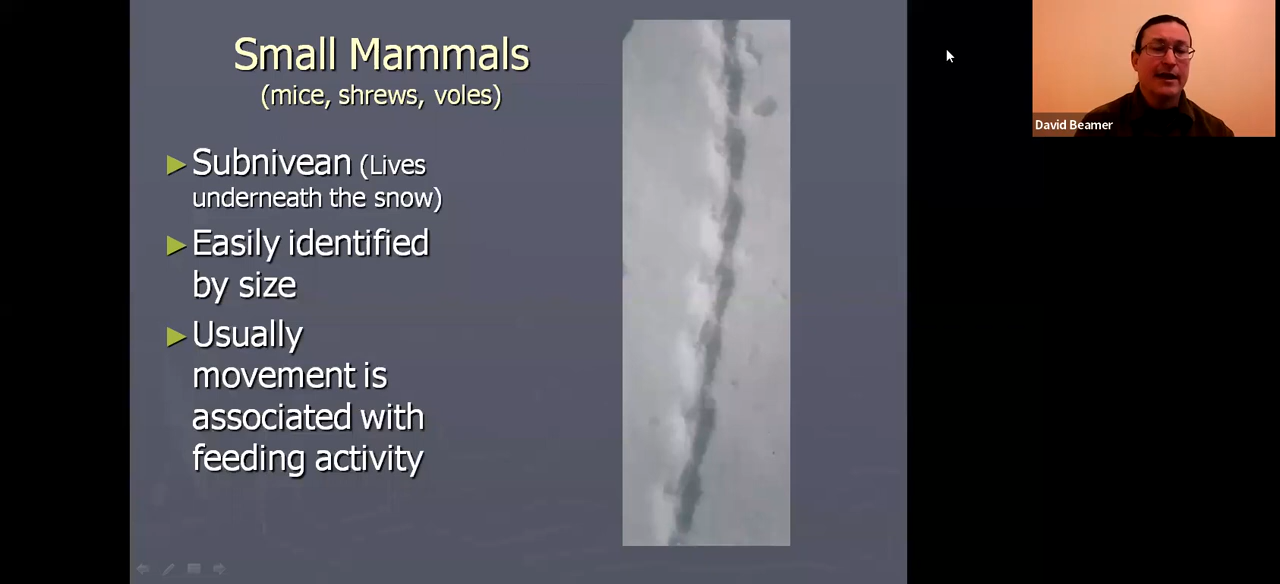 Small Mammals
(mice, shrews, voles)
Subnivean (Lives
underneath the snow)
Easily identified
by size
Usually
movement is
associated with
feeding activity
David Beamer